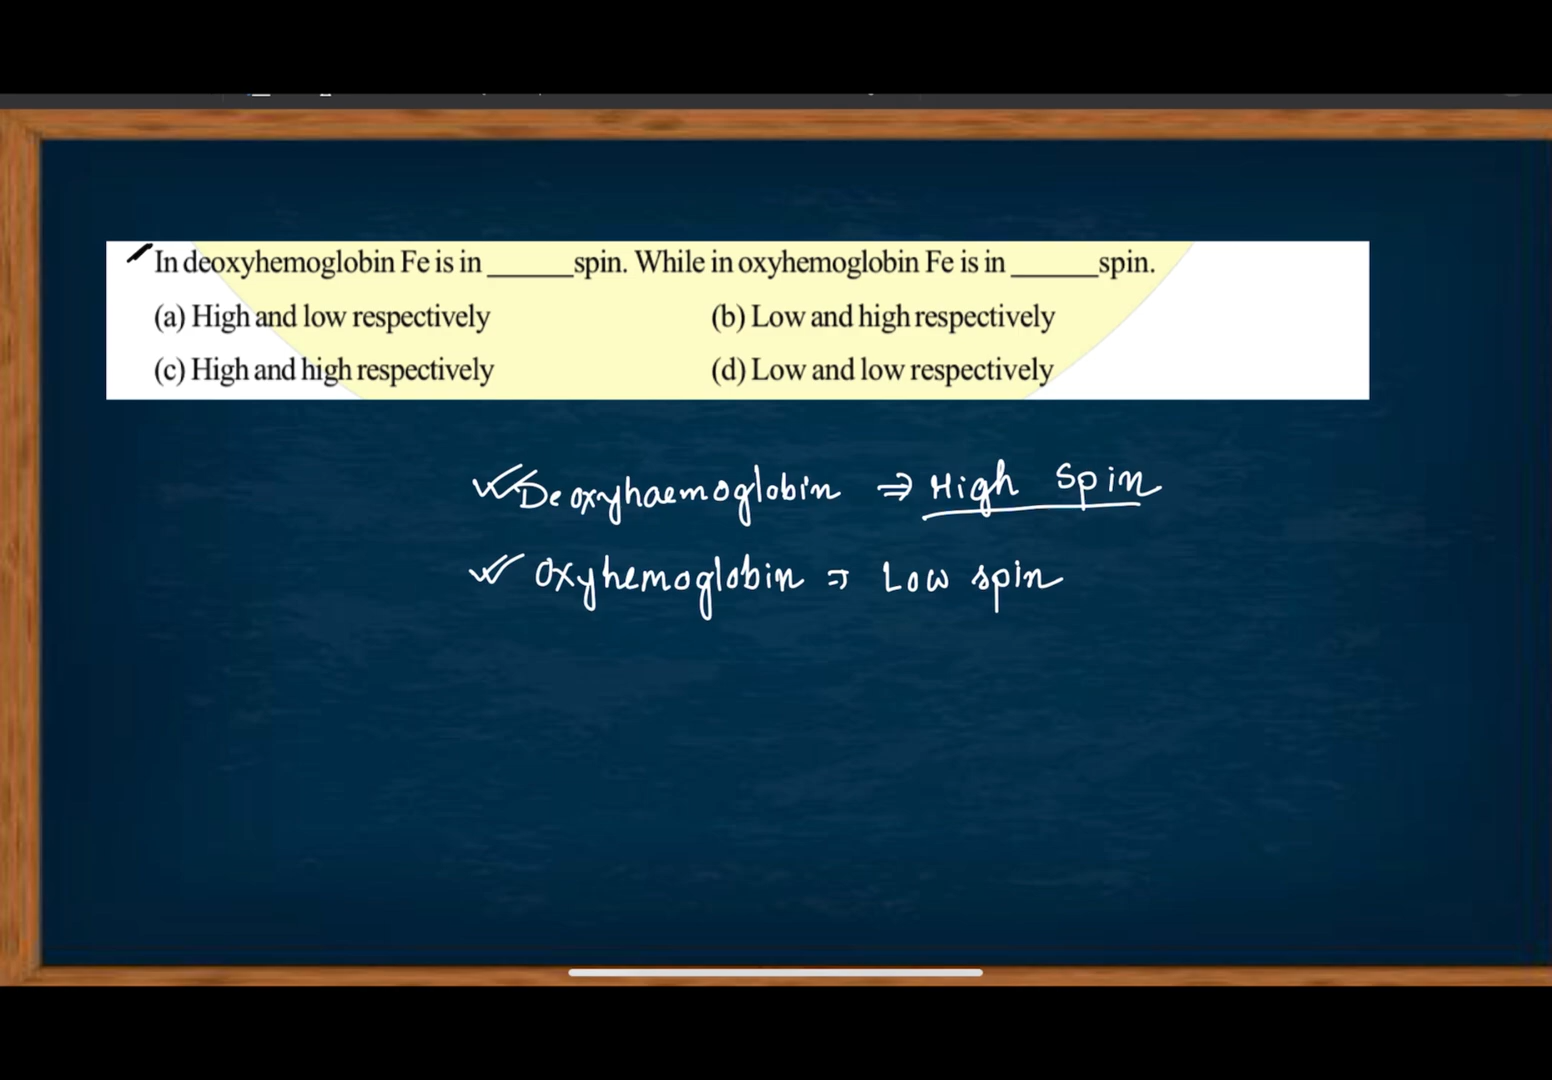 In deoxyhemoglobin Fe is in ______spin. While in oxyhemoglobin Fe is in ______spin.
(a) High and low respectively (b) Low and high respectively
(c) High and high respectively (d) Low and low respectively
Deoxyhaemoglobin ⇒ High Spin
Oxyhemoglobin ⇒ Low spin